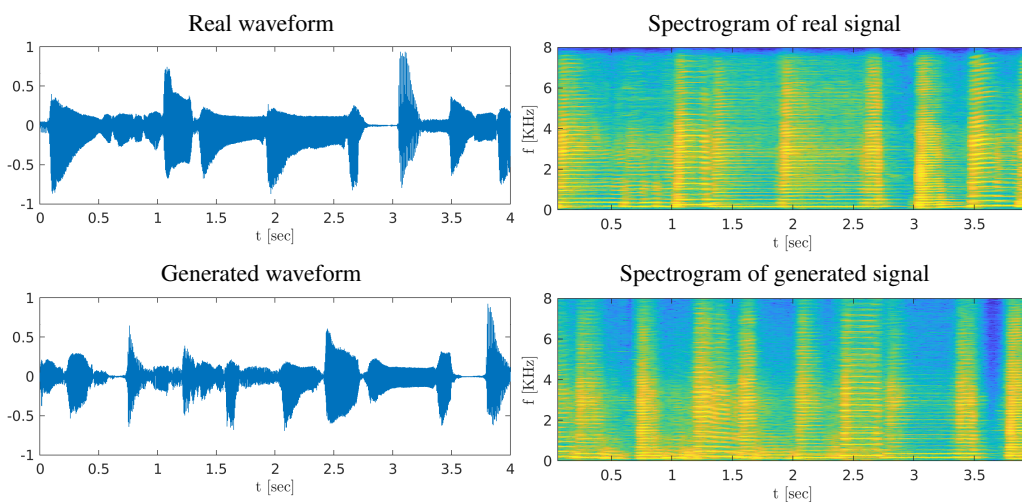 Real waveform
1
0.5
0
-0.5
-1
0 0.5 1 1.5 2 2.5 3 3.5 4
t [sec]
Spectrogram of real signal
8
6
4
2
0
f [KHz]
0.5 1 1.5 2 2.5 3 3.5
t [sec]
Generated waveform
1
0.5
0
-0.5
-1
0 0.5 1 1.5 2 2.5 3 3.5 4
t [sec]
Spectrogram of generated signal
8
6
4
2
0
f [KHz]
0.5 1 1.5 2 2.5 3 3.5
t [sec]